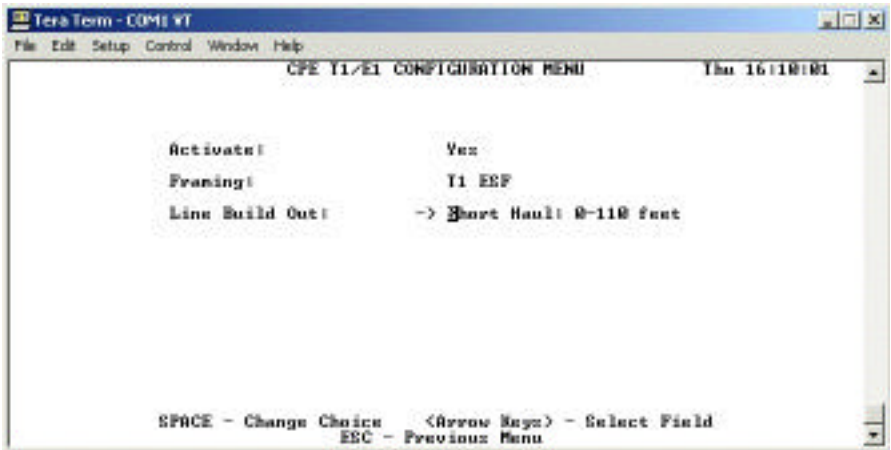 Tera Term - COM1 VT
File Edit Setup Control Window Help
CPE T1/E1 CONFIGURATION MENU Thu 16:10:01
Activate: Yes
Framing: T1 ESF
Line Build Out: -> Short Haul: 0-110 feet
SPACE - Change Choice <Arrow Keys> - Select Field
ESC - Previous Menu